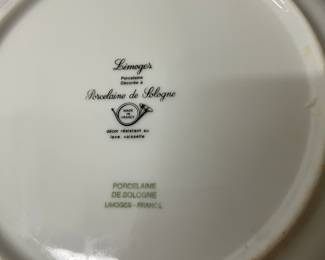 Limoges
Porcelaine
Décorée à
Porcelaine de Sologne
MADE
IN
FRANCE
décor résistant au
lave vaisselle
PORCELAINE
DE SOLOGNE
LIMOGES - FRANCE